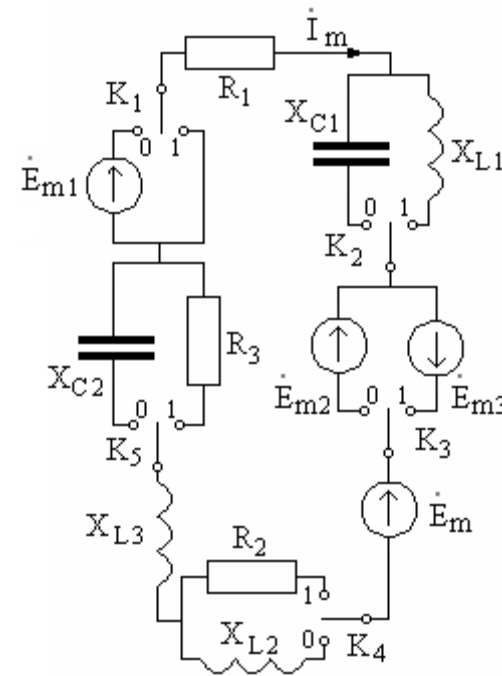 İm
R1
K1
0 1
XC1
XL1
Ėm1
0 1
K2
R3
XC2
Ėm2
Ėm3
0 1
0 1
K3
K5
Ėm
XL3
R2
1
XL2
0
K4